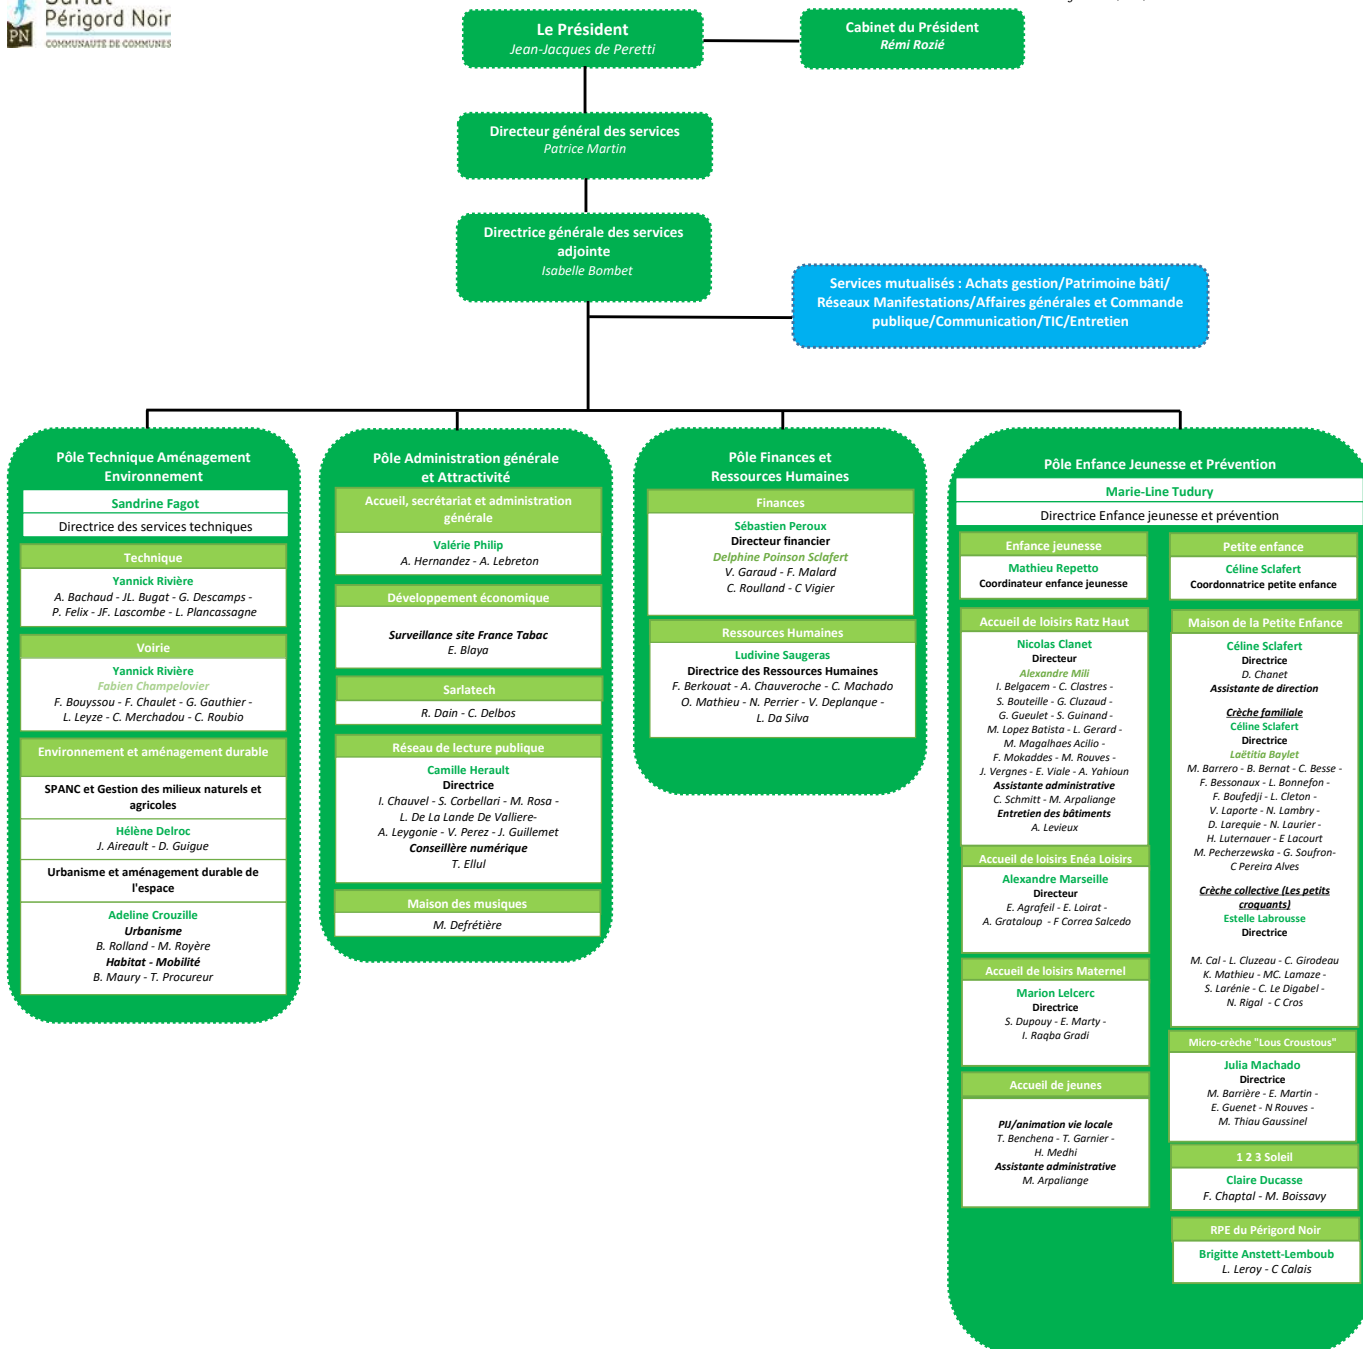 Périgord Noir
PN
COMMUNAUTÉ DE COMMUNES
Le Président
Jean-Jacques de Peretti
Cabinet du Président
Rémi Rozié
Directeur général des services
Patrice Martin
Directrice générale des services
adjointe
Isabelle Bombet
Services mutualisés : Achats gestion/Patrimoine bâti/
Réseaux Manifestations/Affaires générales et Commande
publique/Communication/TIC/Entretien
Pôle Technique Aménagement
Environnement
Sandrine Fagot
Directrice des services techniques
Technique
Yannick Rivière
A. Bachaud - JL. Bugat - G. Descamps -
P. Felix - JF. Lascombe - L. Plancassagne
Voirie
Yannick Rivière
Fabien Champelovier
F. Bouyssou - F. Chaulet - G. Gauthier -
L. Leyze - C. Merchadou - C. Roubio
Environnement et aménagement durable
SPANC et Gestion des milieux naturels et
agricoles
Hélène Delroc
J. Aireault - D. Guigue
Urbanisme et aménagement durable de
l'espace
Adeline Crouzille
Urbanisme
B. Rolland - M. Royère
Habitat - Mobilité
B. Maury - T. Procureur
Pôle Administration générale
et Attractivité
Accueil, secrétariat et administration
générale
Valérie Philip
A. Hernandez - A. Lebreton
Développement économique
Surveillance site France Tabac
E. Blaya
Sarlatech
R. Dain - C. Delbos
Réseau de lecture publique
Camille Herault
Directrice
I. Chauvel - S. Corbellari - M. Rosa -
L. De La Lande De Valliere-
A. Leygonie - V. Perez - J. Guillemet
Conseillère numérique
T. Ellul
Maison des musiques
M. Defrétière
Pôle Finances et
Ressources Humaines
Finances
Sébastien Peroux
Directeur financier
Delphine Poinson Sclafert
V. Garaud - F. Malard
C. Roulland - C Vigier
Ressources Humaines
Ludivine Saugeras
Directrice des Ressources Humaines
F. Berkouat - A. Chauveroche - C. Machado
O. Mathieu - N. Perrier - V. Deplanque -
L. Da Silva
Pôle Enfance Jeunesse et Prévention
Marie-Line Tudury
Directrice Enfance jeunesse et prévention
Enfance jeunesse
Mathieu Repetto
Coordinateur enfance jeunesse
Accueil de loisirs Ratz Haut
Nicolas Clanet
Directeur
Alexandre Mili
I. Belgacem - C. Clastres -
S. Bouteille - G. Cluzaud -
G. Gueulet - S. Guinand -
M. Lopez Batista - L. Gerard -
M. Magalhaes Acilio -
F. Mokaddes - M. Rouves -
J. Vergnes - E. Viale - A. Yahioun
Assistante administrative
C. Schmitt - M. Arpaliange
Entretien des bâtiments
A. Levieux
Accueil de loisirs Enéa Loisirs
Alexandre Marseille
Directeur
E. Agrafeil - E. Loirat -
A. Grataloup - F Correa Salcedo
Accueil de loisirs Maternel
Marion Lelcerc
Directrice
S. Dupouy - E. Marty -
I. Raqba Gradi
Accueil de jeunes
PIJ/animation vie locale
T. Benchena - T. Garnier -
H. Medhi
Assistante administrative
M. Arpaliange
Petite enfance
Céline Sclafert
Coordonnatrice petite enfance
Maison de la Petite Enfance
Céline Sclafert
Directrice
D. Chanet
Assistante de direction
Crèche familiale
Céline Sclafert
Directrice
Laëtitia Baylet
M. Barrero - B. Bernat - C. Besse -
F. Bessonaux - L. Bonnefon -
F. Boufedji - L. Cleton -
V. Laporte - N. Lambry -
D. Larequie - N. Laurier -
H. Luternauer - E Lacourt
M. Pecherzewska - G. Soufron-
C Pereira Alves
Crèche collective (Les petits
croquants)
Estelle Labrousse
Directrice
M. Cal - L. Cluzeau - C. Girodeau
K. Mathieu - MC. Lamaze -
S. Larénie - C. Le Digabel -
N. Rigal - C Cros
Micro-crèche "Lous Croustous"
Julia Machado
Directrice
M. Barrière - E. Martin -
E. Guenet - N Rouves -
M. Thiau Gaussinel
1 2 3 Soleil
Claire Ducasse
F. Chaptal - M. Boissavy
RPE du Périgord Noir
Brigitte Anstett-Lemboub
L. Leroy - C Calais